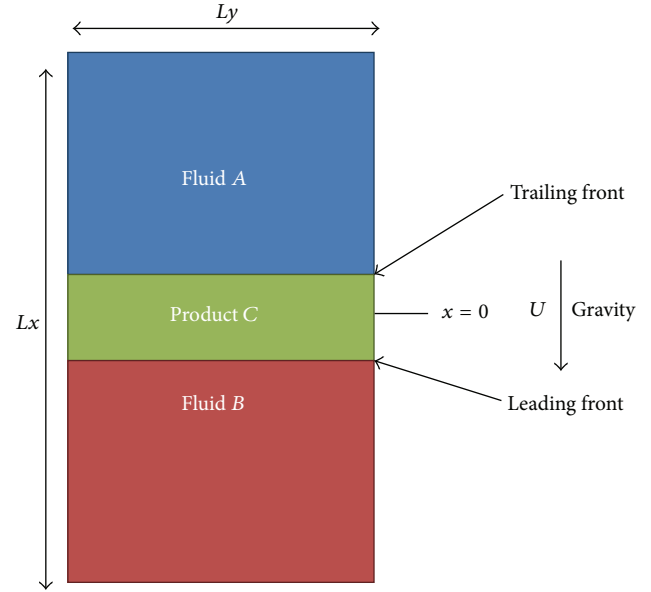 Ly
Fluid A
Trailing front
Product C
x = 0
U
Gravity
Lx
Leading front
Fluid B